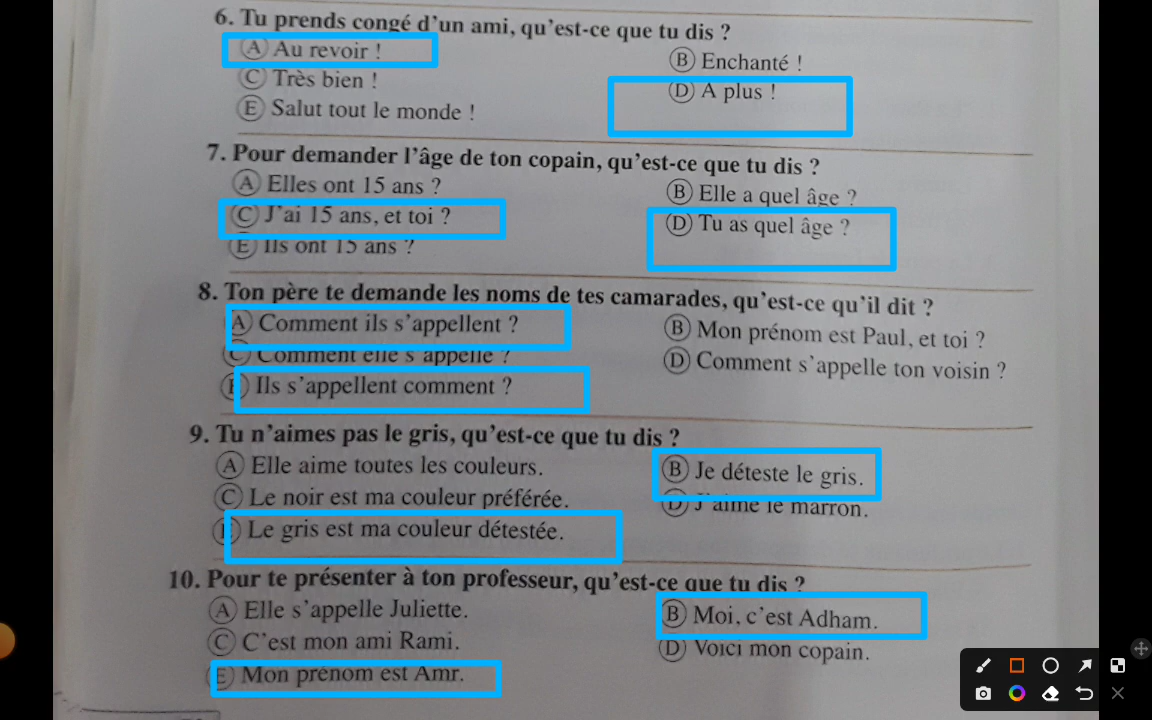 6. Tu prends congé d'un ami, qu'est-ce que tu dis ?
A Au revoir !
B Enchanté !
C Très bien !
D A plus !
E Salut tout le monde !
7. Pour demander l'âge de ton copain, qu'est-ce que tu dis ?
A Elles ont 15 ans ?
B Elle a quel âge ?
C J'ai 15 ans, et toi ?
D Tu as quel âge ?
E Ils ont 15 ans ?
8. Ton père te demande les noms de tes camarades, qu'est-ce qu'il dit ?
A Comment ils s'appellent ?
B Mon prénom est Paul, et toi ?
C Comment elle s'appelle ?
D Comment s'appelle ton voisin ?
E Ils s'appellent comment ?
9. Tu n'aimes pas le gris, qu'est-ce que tu dis ?
A Elle aime toutes les couleurs.
B Je déteste le gris.
C Le noir est ma couleur préférée.
D J'aime le marron.
E Le gris est ma couleur détestée.
10. Pour te présenter à ton professeur, qu'est-ce que tu dis ?
A Elle s'appelle Juliette.
B Moi, c'est Adham.
C C'est mon ami Rami.
D Voici mon copain.
E Mon prénom est Amr.